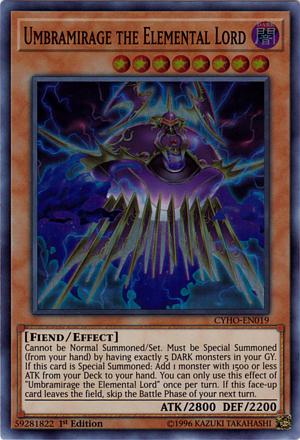 UMBRAMIRAGE THE ELEMENTAL LORD
DARK
闇
CYHO-EN019
[FIEND/EFFECT]
Cannot be Normal Summoned/Set. Must be Special Summoned
(from your hand) by having exactly 5 DARK monsters in your GY.
If this card is Special Summoned: Add 1 monster with 1500 or less
ATK from your Deck to your hand. You can only use this effect of
"Umbramirage the Elemental Lord" once per turn. If this face-up
card leaves the field, skip the Battle Phase of your next turn.
ATK/2800 DEF/2200
59281822 1st Edition ©1996 KAZUKI TAKAHASHI